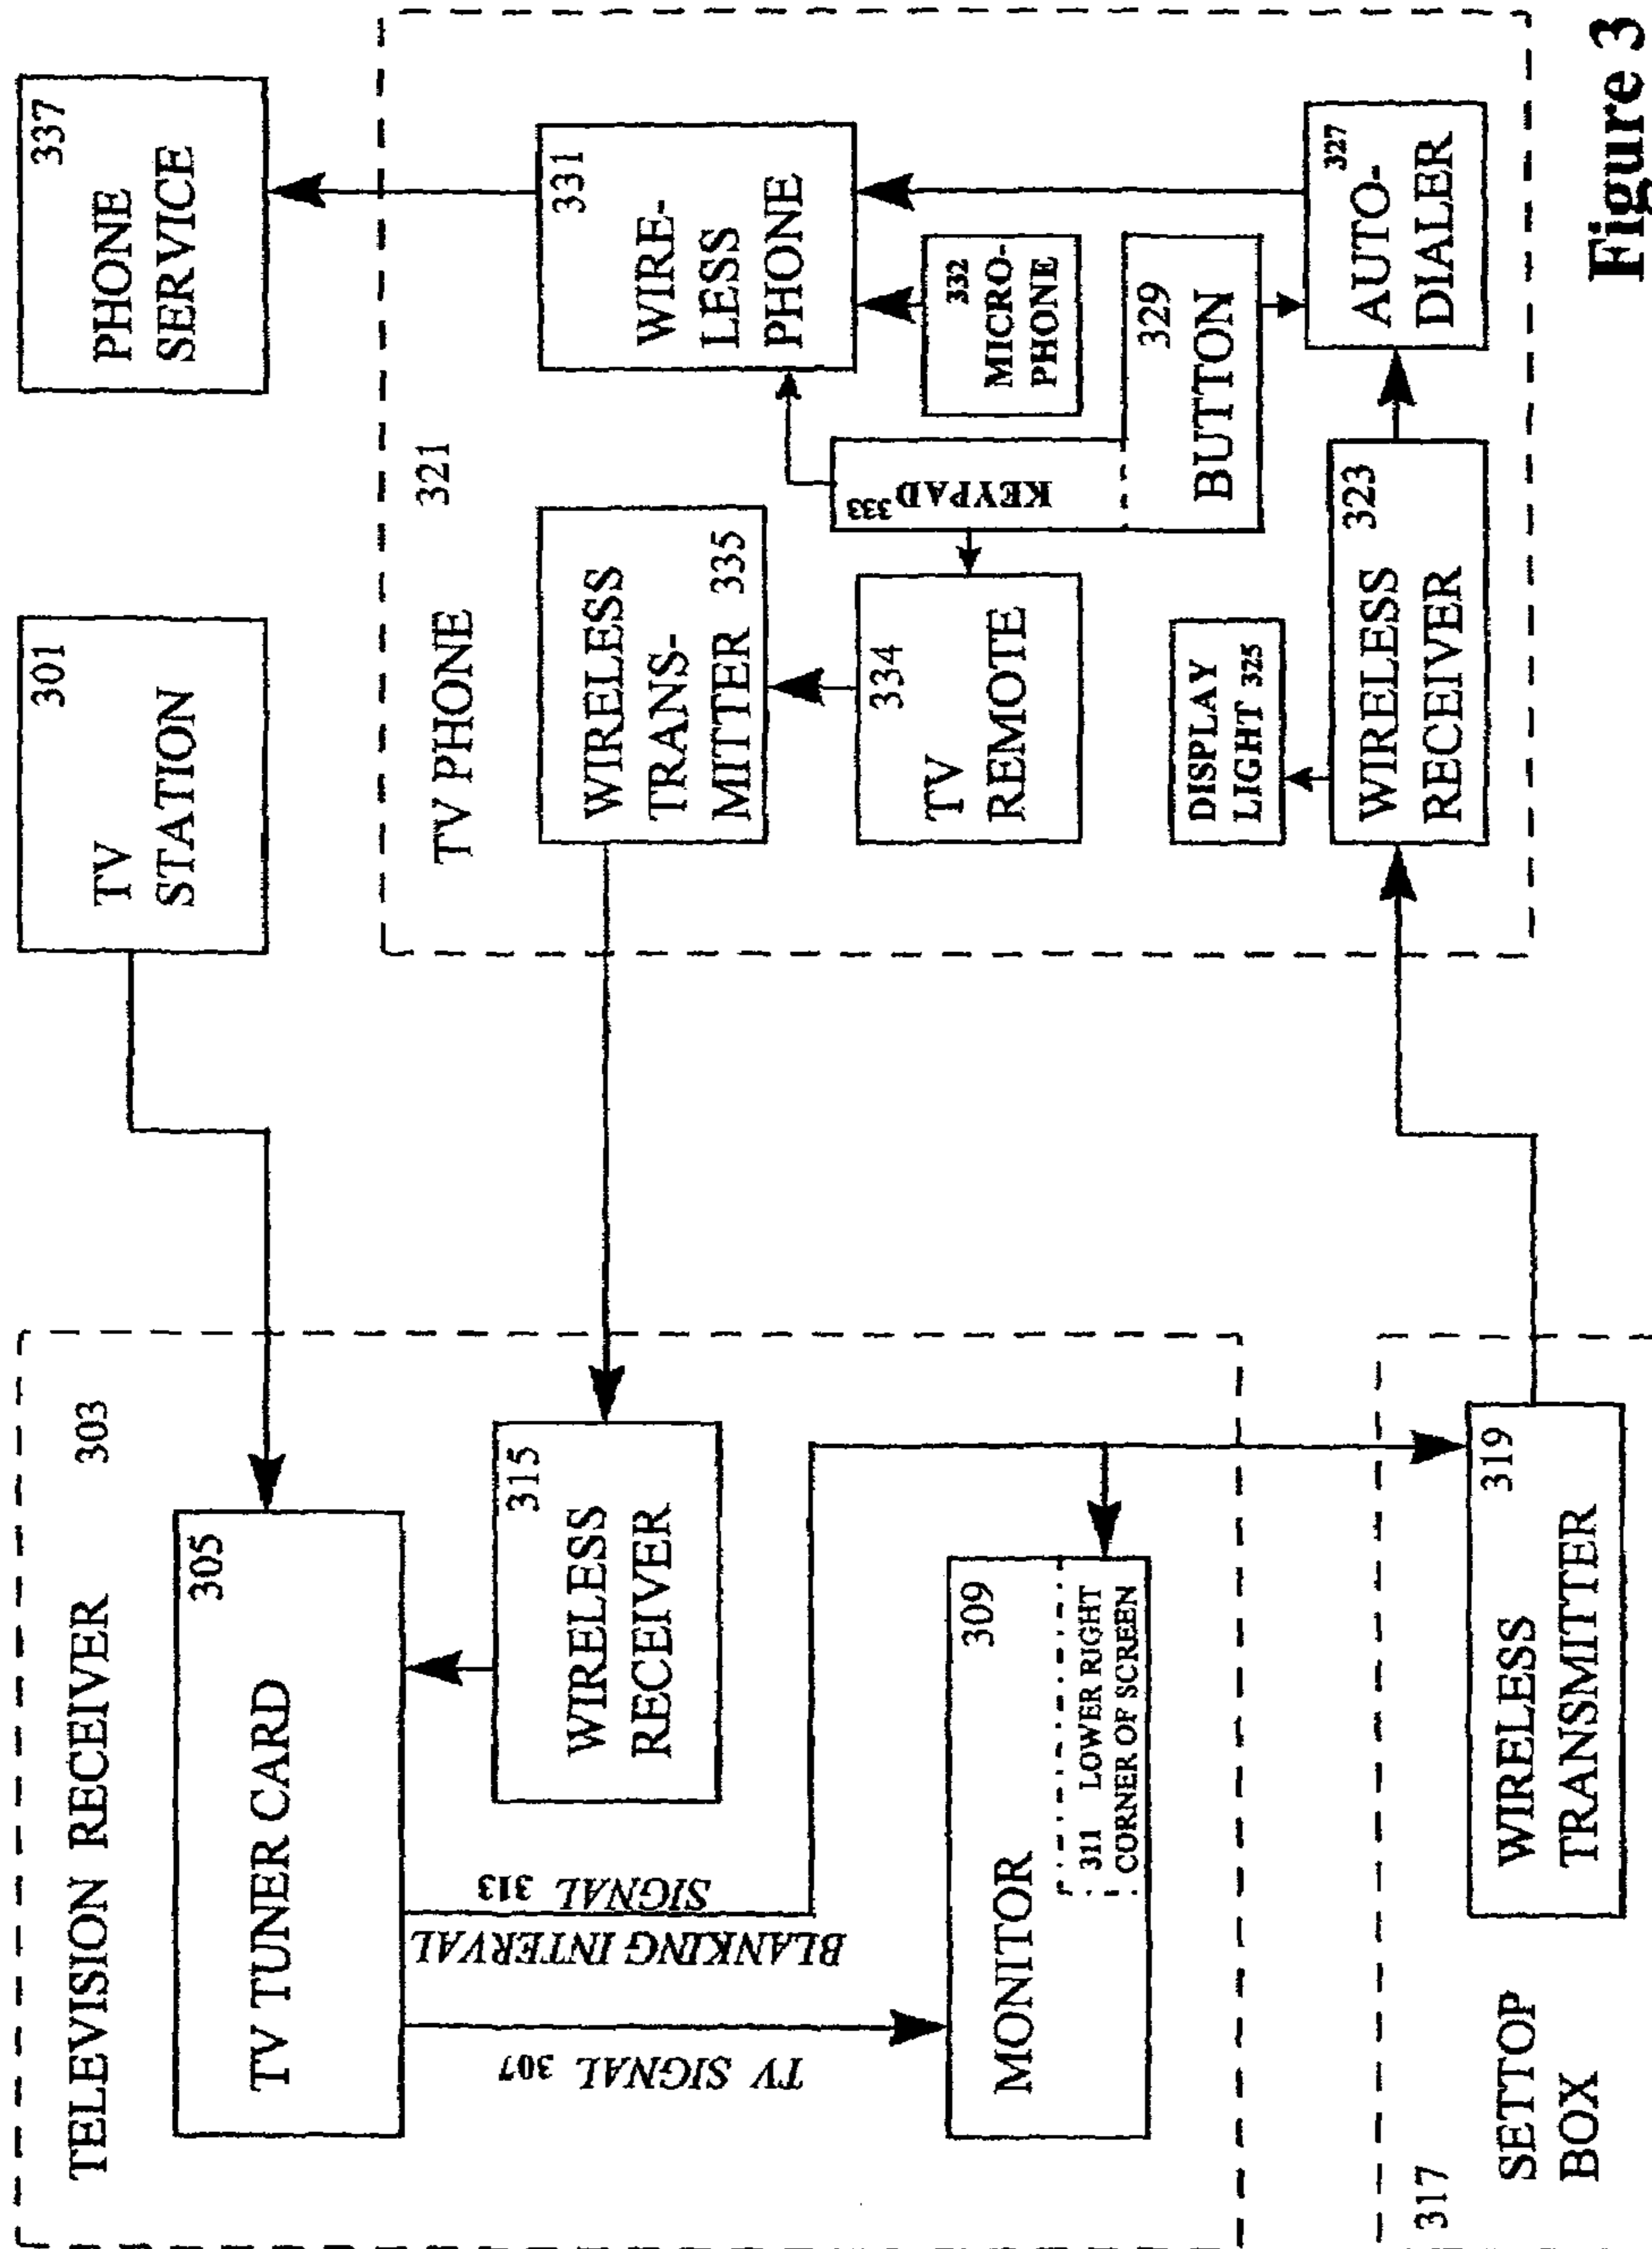 TELEVISION RECEIVER 303
305
TV TUNER CARD
TV SIGNAL 307
BLANKING INTERVAL
SIGNAL 313
315
WIRELESS
RECEIVER
309
MONITOR
311 LOWER RIGHT
CORNER OF SCREEN
317
SETTOP
BOX
319
WIRELESS
TRANSMITTER
301
TV
STATION
337
PHONE
SERVICE
TV PHONE 321
WIRELESS
TRANS-
MITTER 335
331
WIRE-
LESS
PHONE
334
TV
REMOTE
KEYPAD
333
332
MICRO-
PHONE
329
BUTTON
DISPLAY
LIGHT 325
323
WIRELESS
RECEIVER
327
AUTO-
DIALER
Figure 3